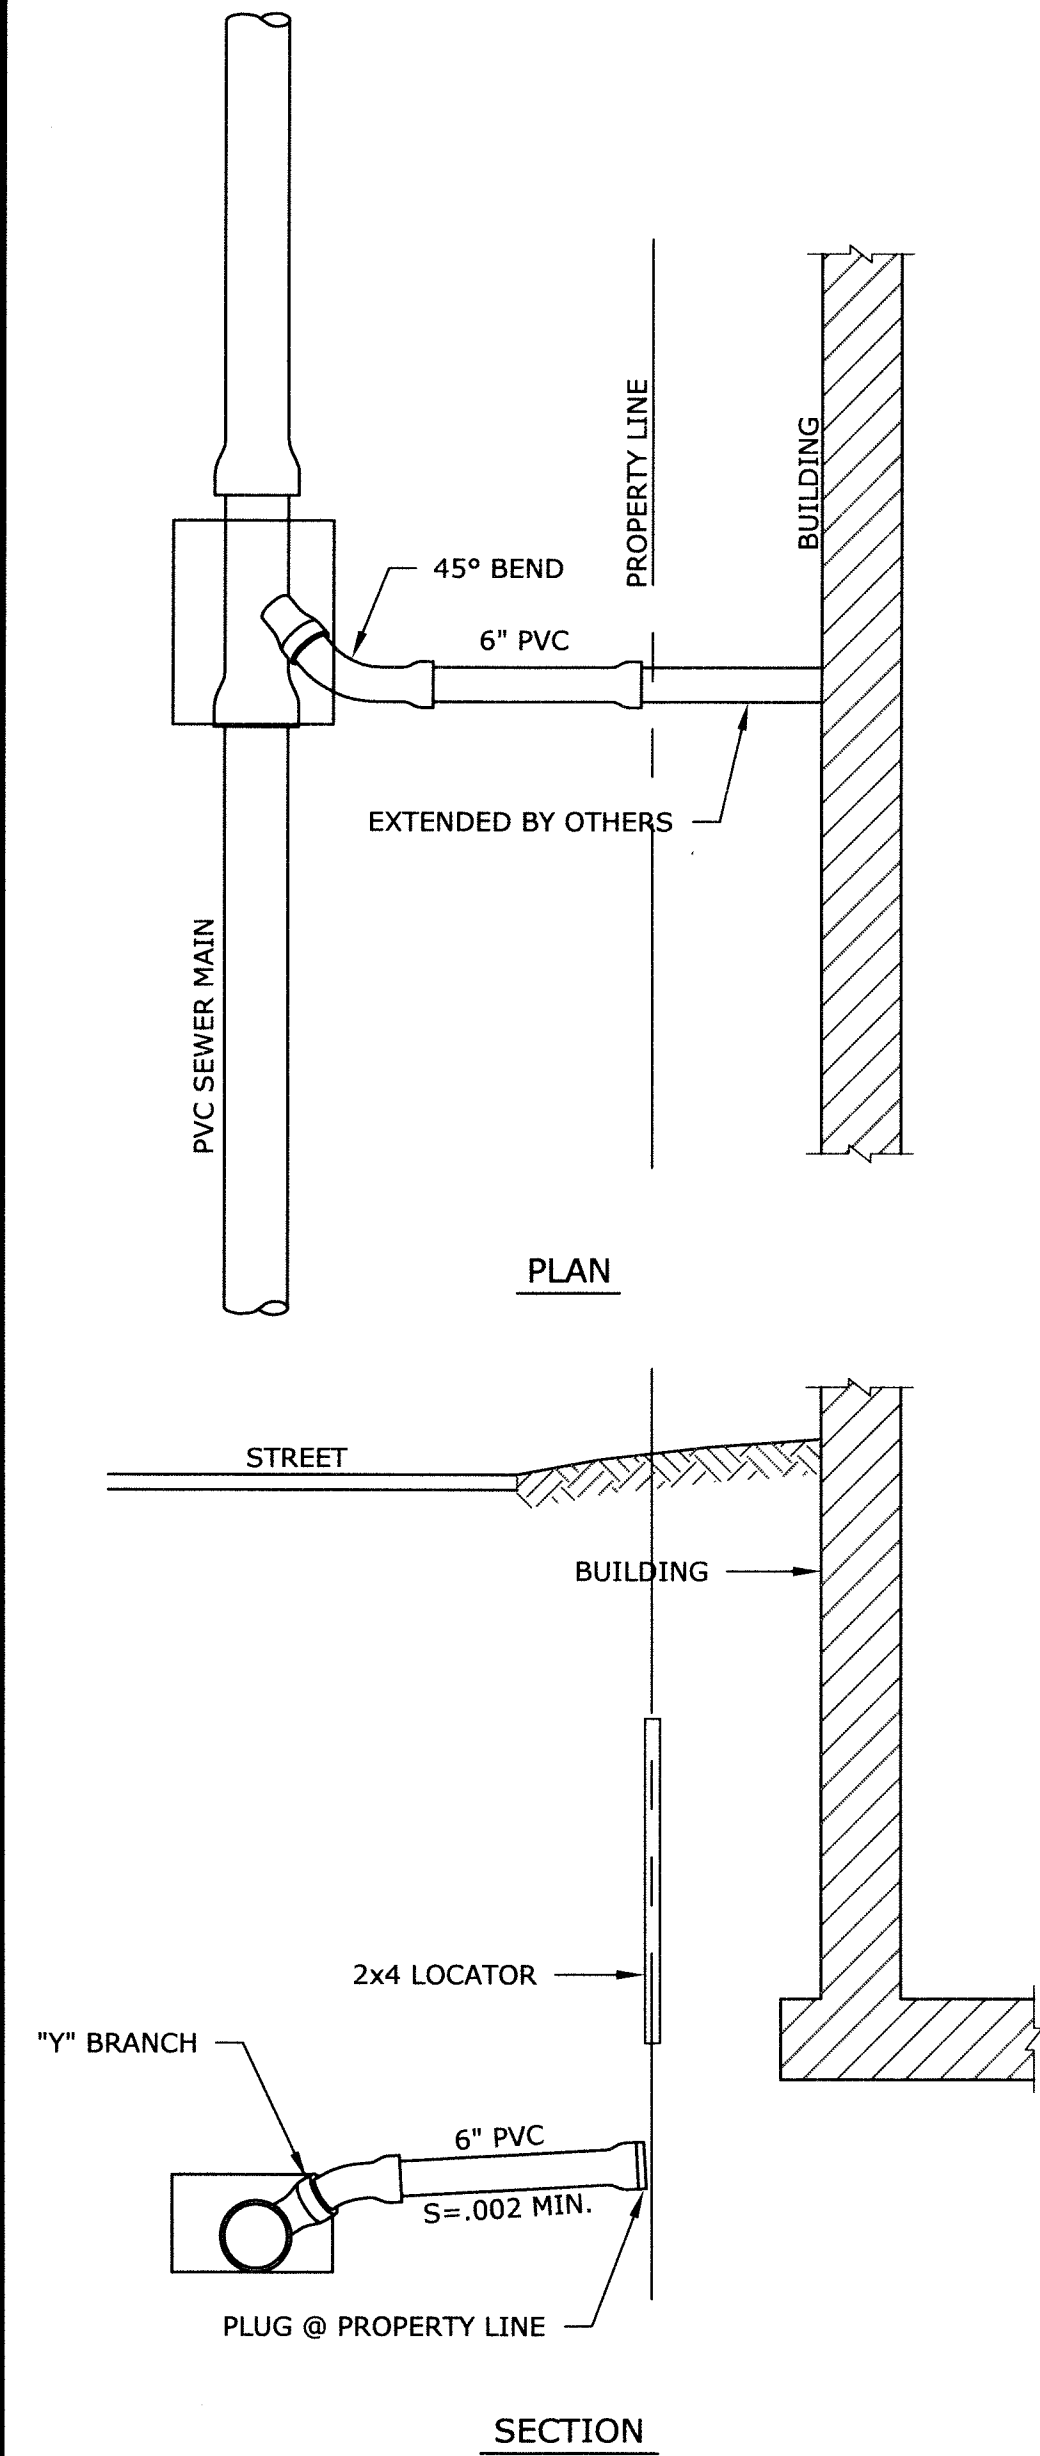 PROPERTY LINE
BUILDING
45° BEND
6" PVC
EXTENDED BY OTHERS
PVC SEWER MAIN
PLAN
STREET
BUILDING
2x4 LOCATOR
"Y" BRANCH
6" PVC
S=.002 MIN.
PLUG @ PROPERTY LINE
SECTION